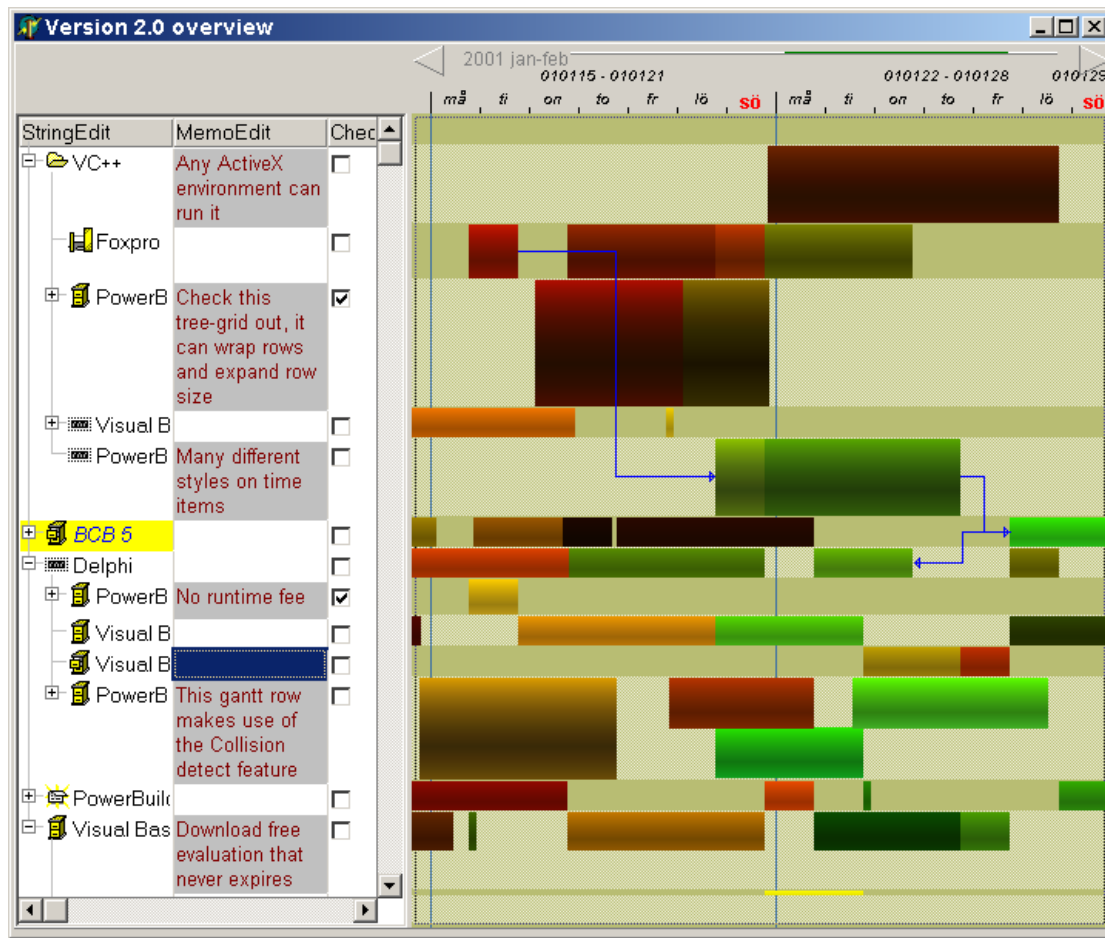 Version 2.0 overview
2001 jan-feb
010115 - 010121 010122 - 010128 010129
må ti on to fr lö sö må ti on to fr lö sö
StringEdit MemoEdit Chec
VC++ Any ActiveX
environment can
run it
Foxpro
PowerB Check this
tree-grid out, it
can wrap rows
and expand row
size
Visual B
PowerB Many different
styles on time
items
BCB 5
Delphi
PowerB No runtime fee
Visual B
Visual B
PowerB This gantt row
makes use of
the Collision
detect feature
PowerBuild
Visual Bas Download free
evaluation that
never expires